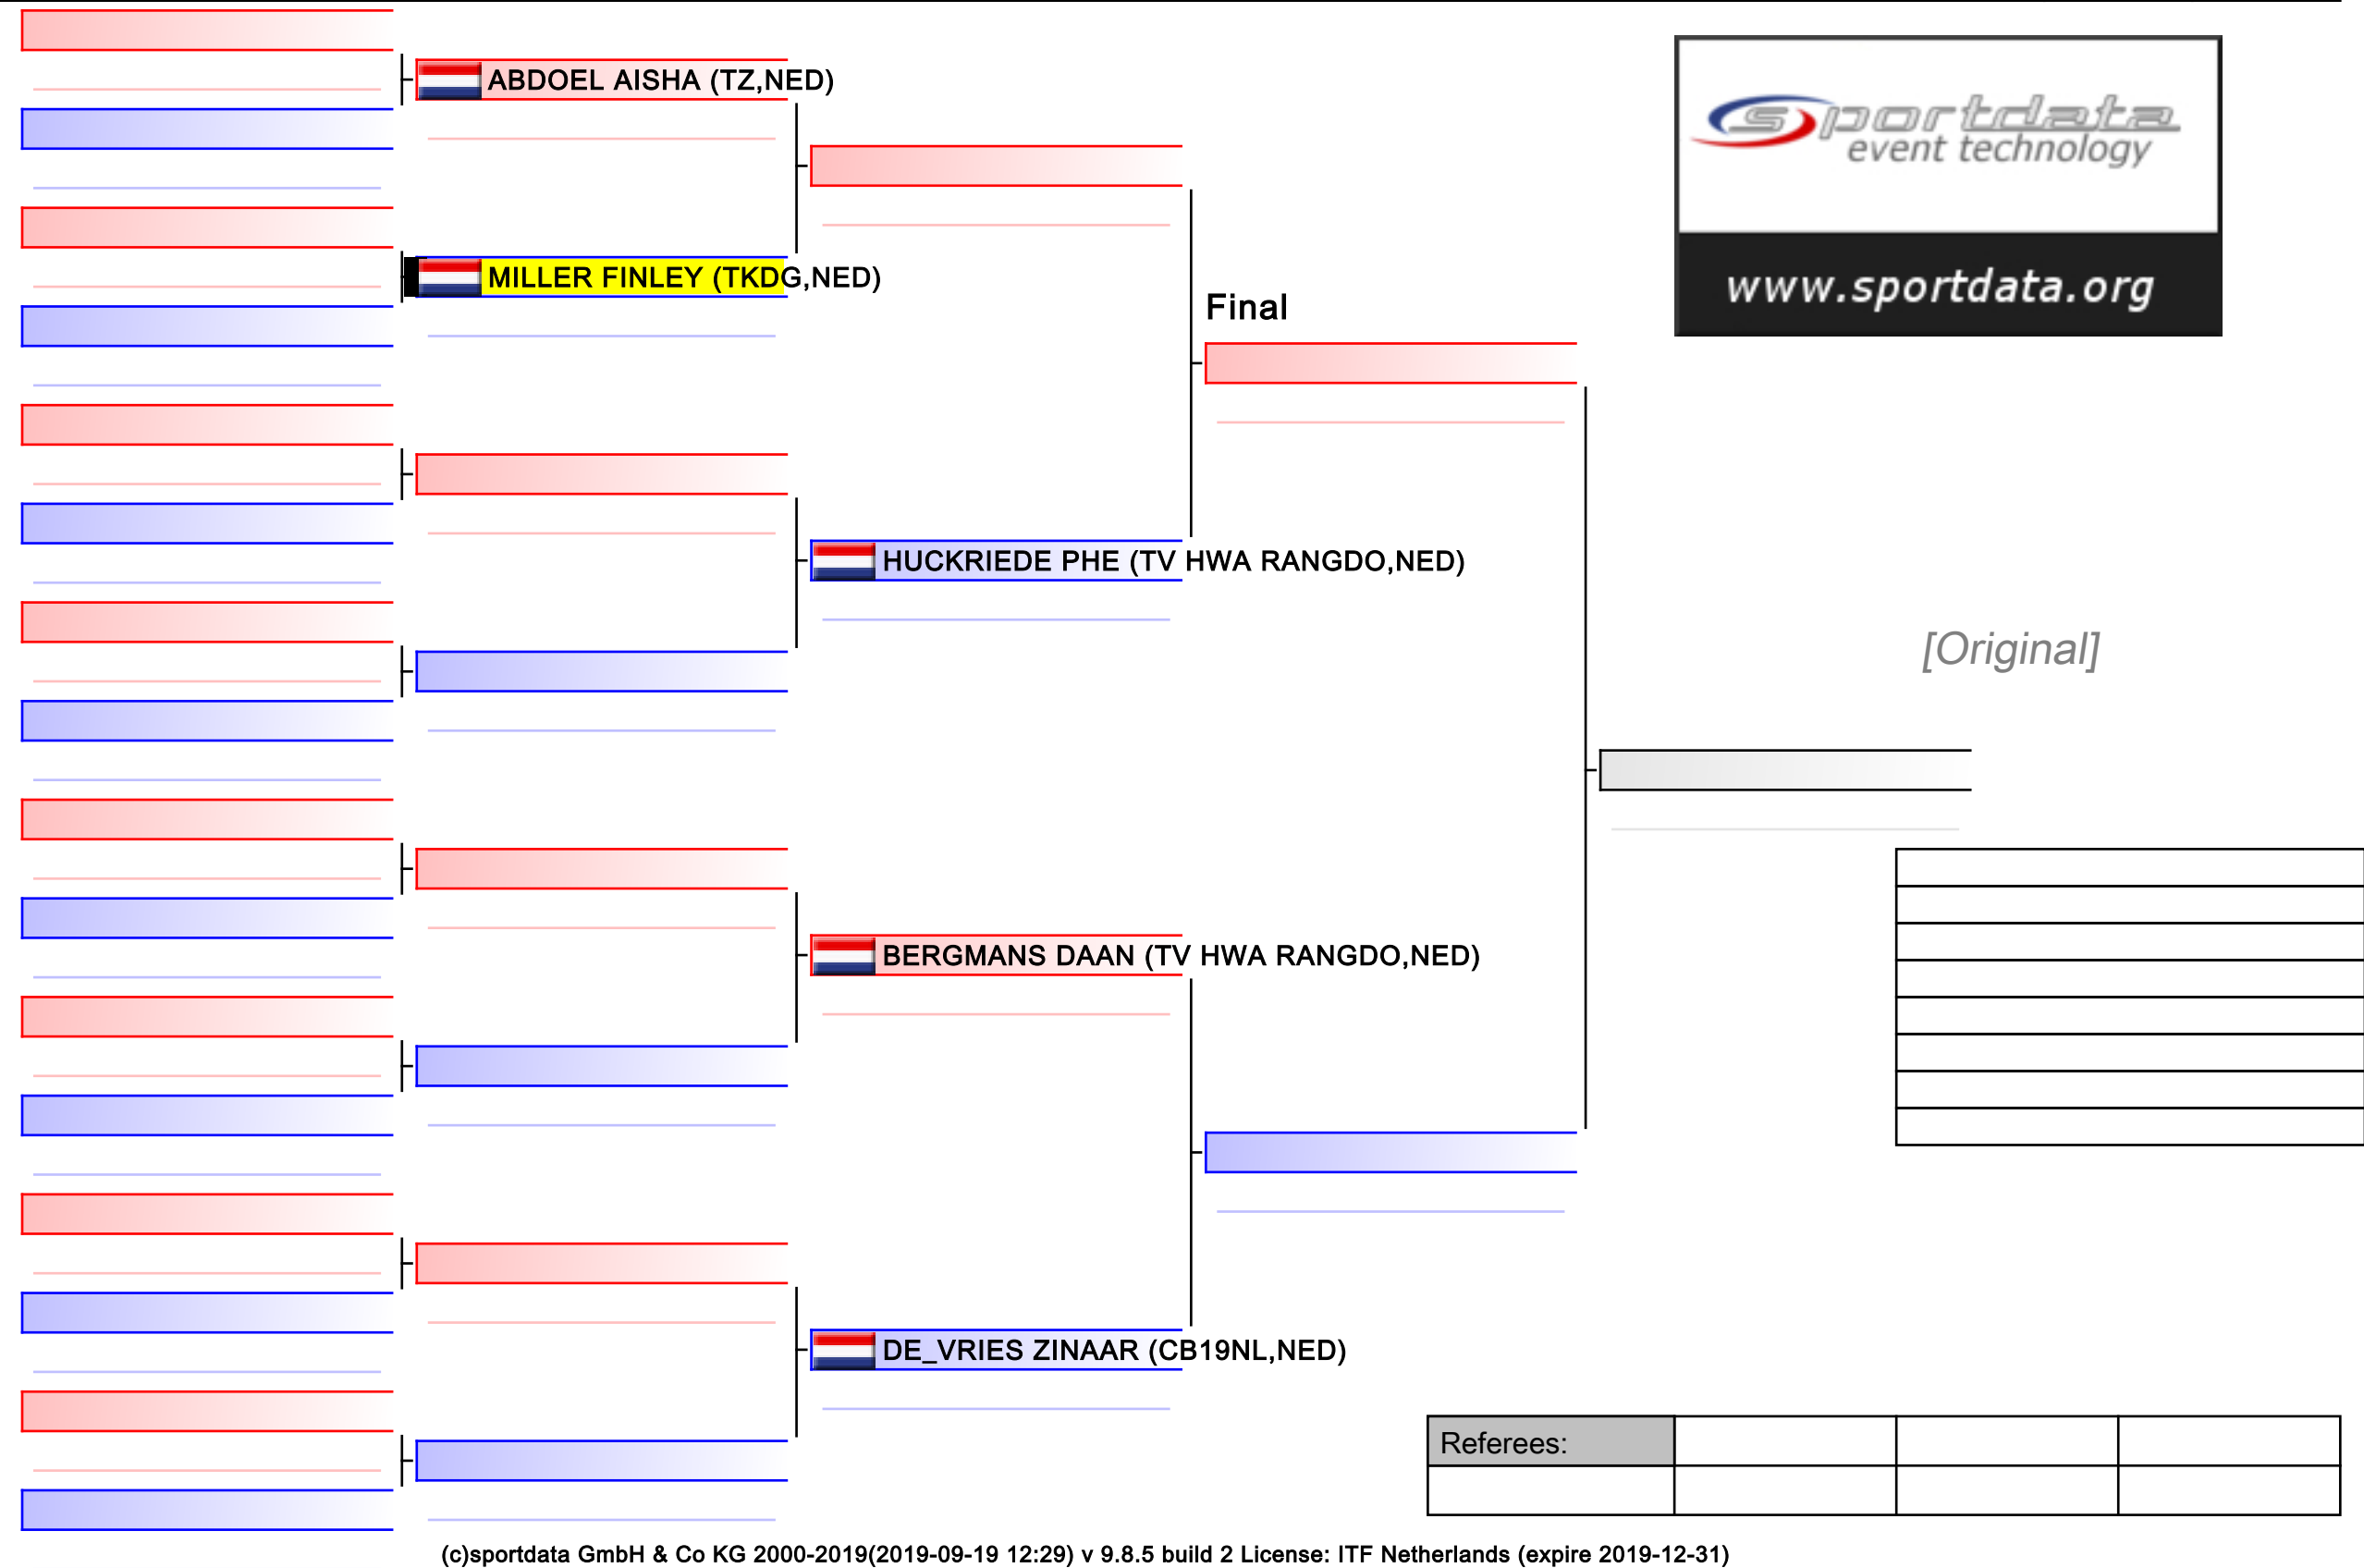 ABDOEL AISHA (TZ,NED)
sportdata
event technology
MILLER FINLEY (TKDG,NED)
www.sportdata.org
Final
HUCKRIEDE PHE (TV HWA RANGDO,NED)
[Original]
BERGMANS DAAN (TV HWA RANGDO,NED)
DE_VRIES ZINAAR (CB19NL,NED)
Referees:
(c)sportdata GmbH & Co KG 2000-2019(2019-09-19 12:29) v 9.8.5 build 2 License: ITF Netherlands (expire 2019-12-31)